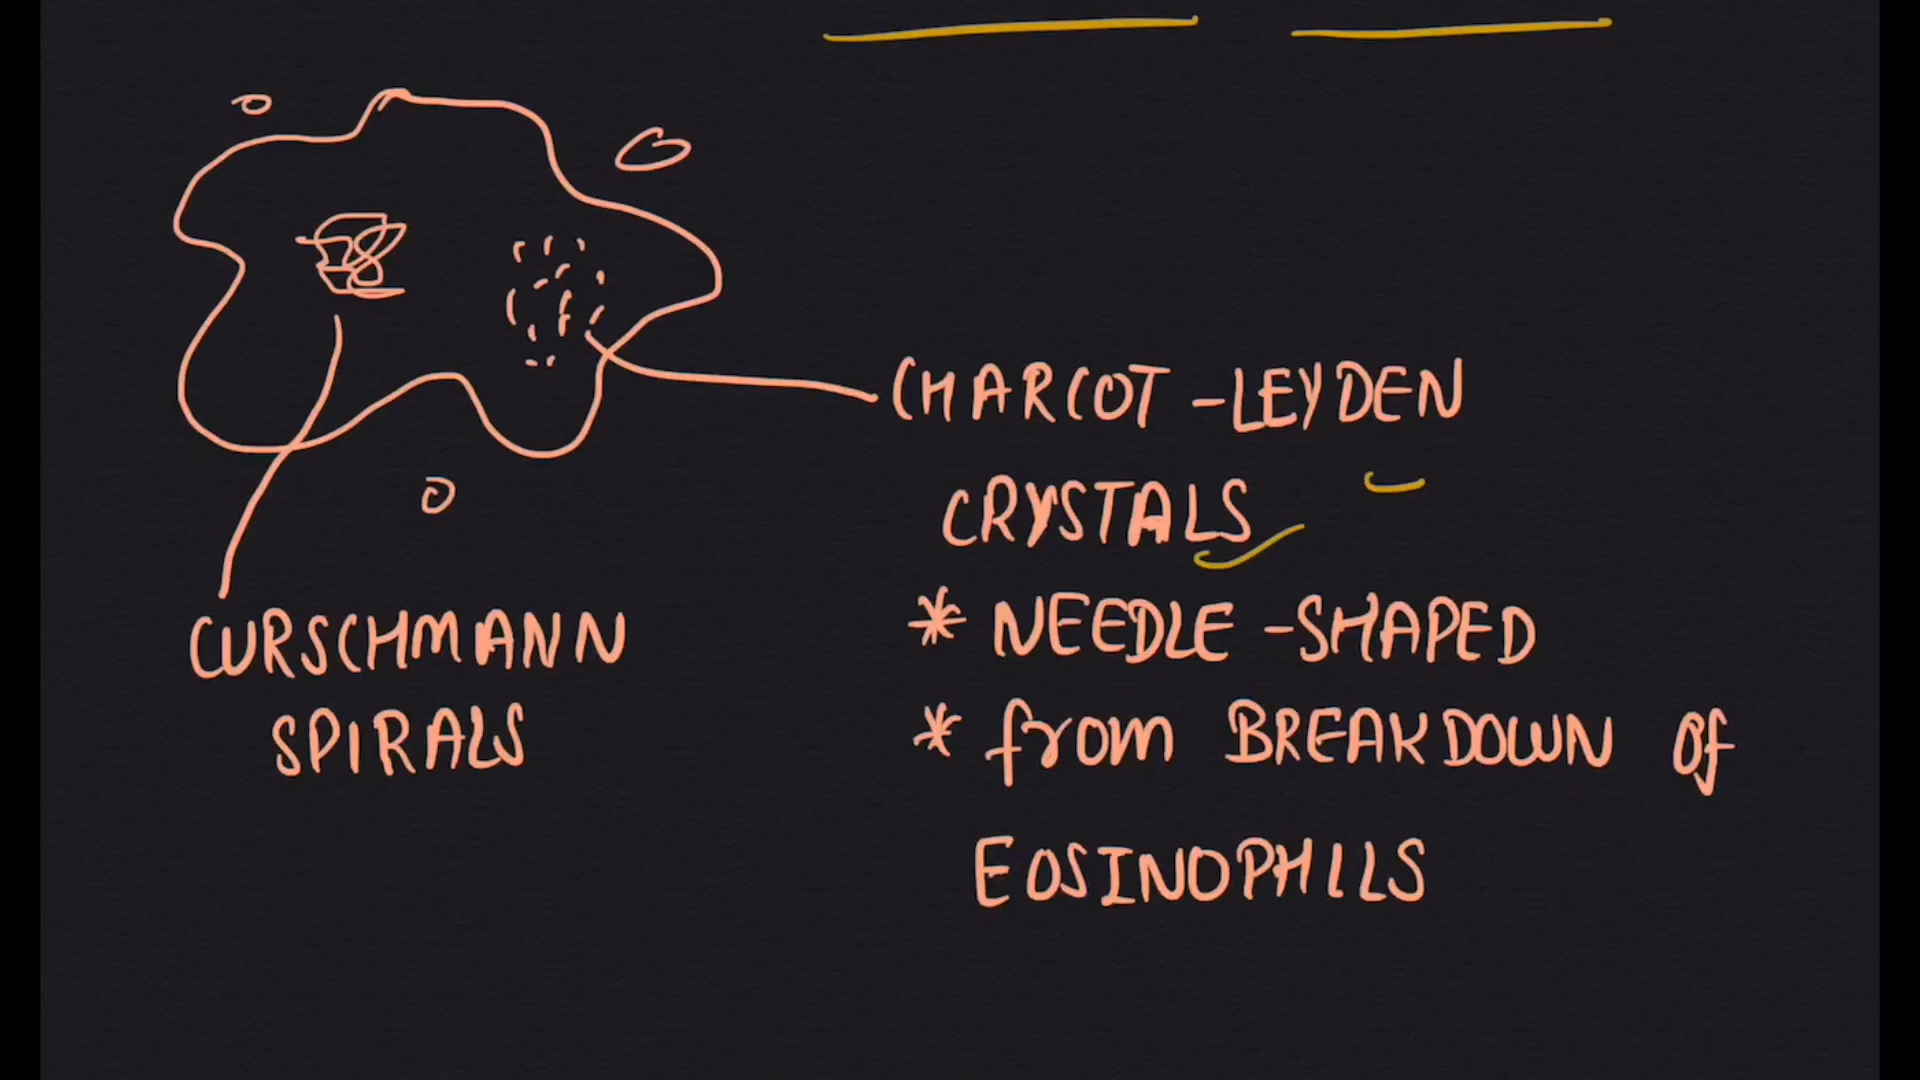 CHARCOT-LEYDEN
CRYSTALS
* NEEDLE-SHAPED
* from BREAKDOWN of
EOSINOPHILS
CURSCHMANN
SPIRALS